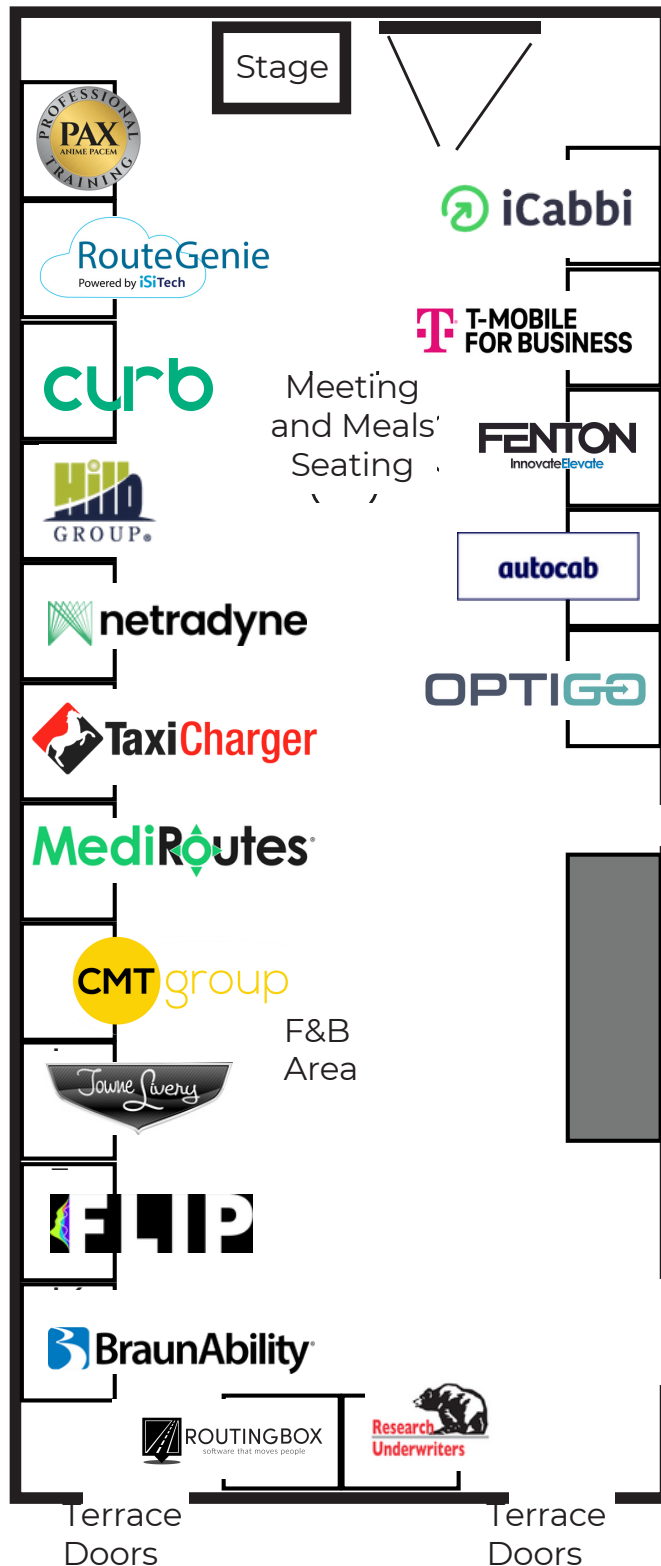 Stage
PROFESSIONAL
PAX
ANIME PACEM
TRAINING
iCabbi
RouteGenie
Powered by iSiTech
T-MOBILE
FOR BUSINESS
curb
Meeting
and Meals
Seating
FENTON
InnovateElevate
Hilb
GROUP®
autocab
netradyne
OPTIGO
TaxiCharger
MediRoutes
CMT group
F&B
Area
Towne Livery
FLIP
BraunAbility
ROUTINGBOX
software that moves people
Research
Underwriters
Terrace
Doors
Terrace
Doors